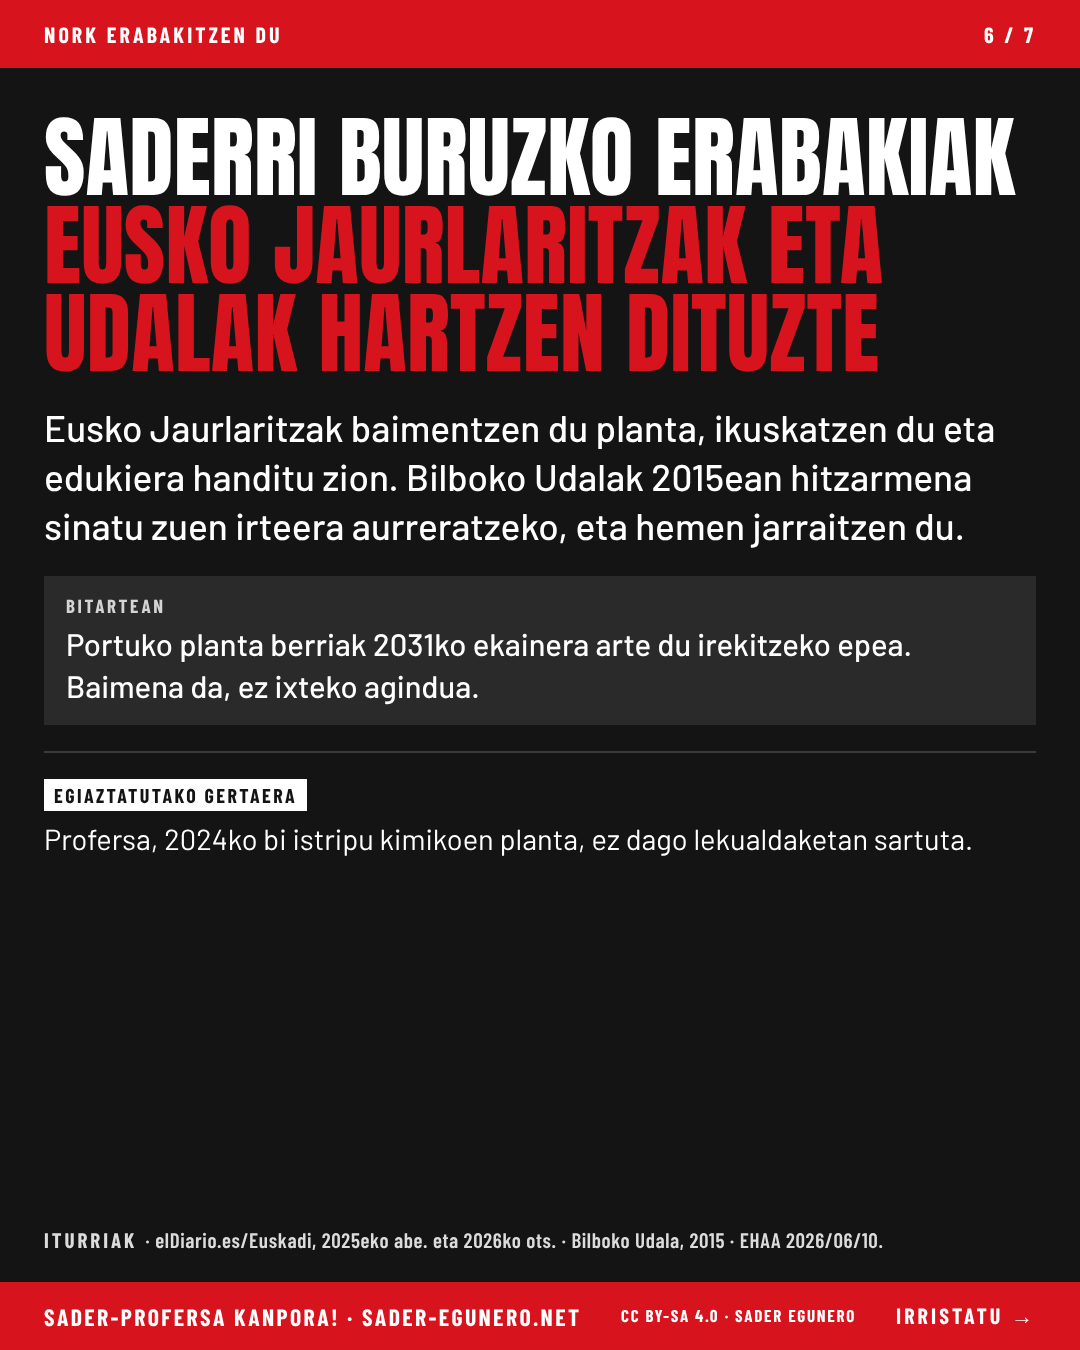 NORK ERABAKITZEN DU
6 / 7
SADERRI BURUZKO ERABAKIAK
EUSKO JAURLARITZAK ETA
UDALAK HARTZEN DITUZTE
Eusko Jaurlaritzak baimentzen du planta, ikuskatzen du eta
edukiera handitu zion. Bilboko Udalak 2015ean hitzarmena
sinatu zuen irteera aurreratzeko, eta hemen jarraitzen du.
BITARTEAN
Portuko planta berriak 2031ko ekainera arte du irekitzeko epea.
Baimena da, ez ixteko agindua.
EGIAZTATUTAKO GERTAERA
Profersa, 2024ko bi istripu kimikoen planta, ez dago lekualdaketan sartuta.
ITURRIAK · elDiario.es/Euskadi, 2025eko abe. eta 2026ko ots. · Bilboko Udala, 2015 · EHAA 2026/06/10.
SADER-PROFERSA KANPORA! · SADER-EGUNERO.NET
CC BY-SA 4.0 · SADER EGUNERO
IRRISTATU →